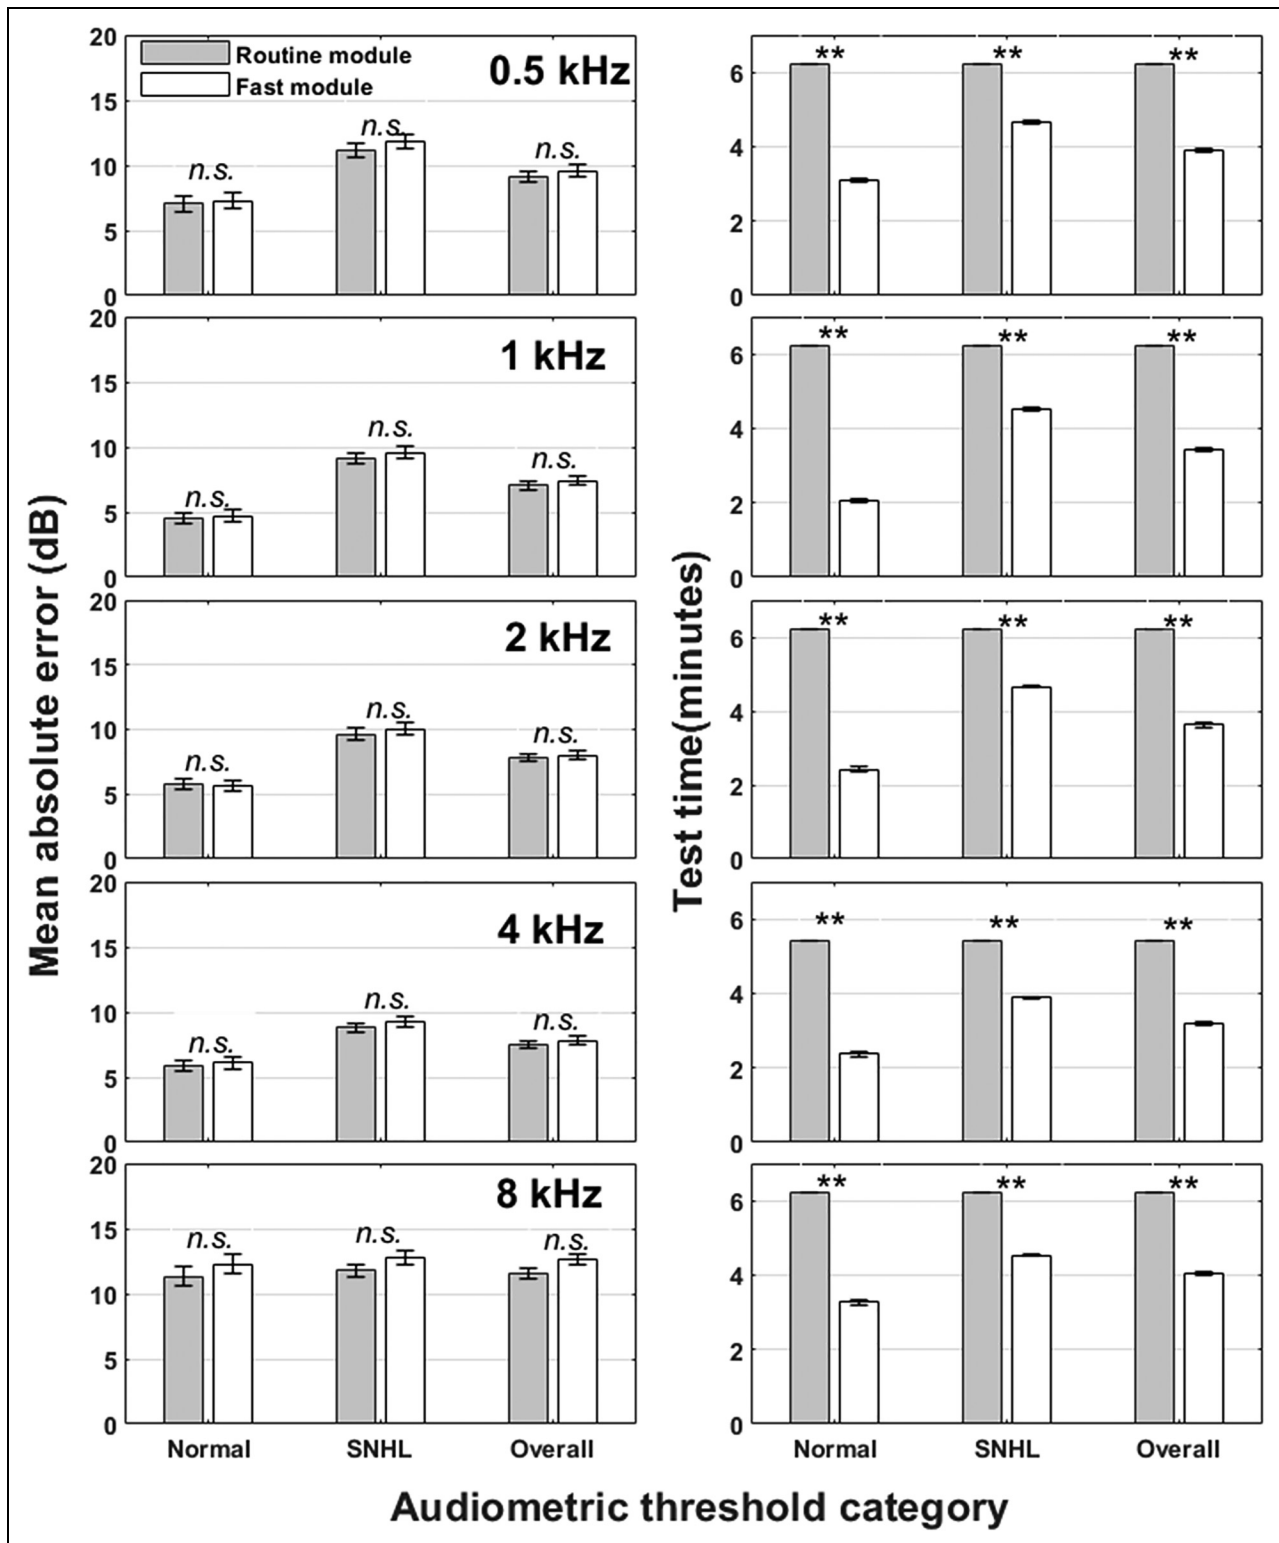 Mean absolute error (dB)
20
15
10
5
0
Routine module
Fast module
0.5 kHz
n.s.
n.s.
n.s.
20
15
10
5
0
1 kHz
n.s.
n.s.
n.s.
20
15
10
5
0
2 kHz
n.s.
n.s.
n.s.
20
15
10
5
0
4 kHz
n.s.
n.s.
n.s.
20
15
10
5
0
8 kHz
n.s.
n.s.
n.s.
Normal SNHL Overall
Test time(minutes)
6
4
2
0
** ** **
6
4
2
0
** ** **
6
4
2
0
** ** **
6
4
2
0
** ** **
6
4
2
0
** ** **
Normal SNHL Overall
Audiometric threshold category